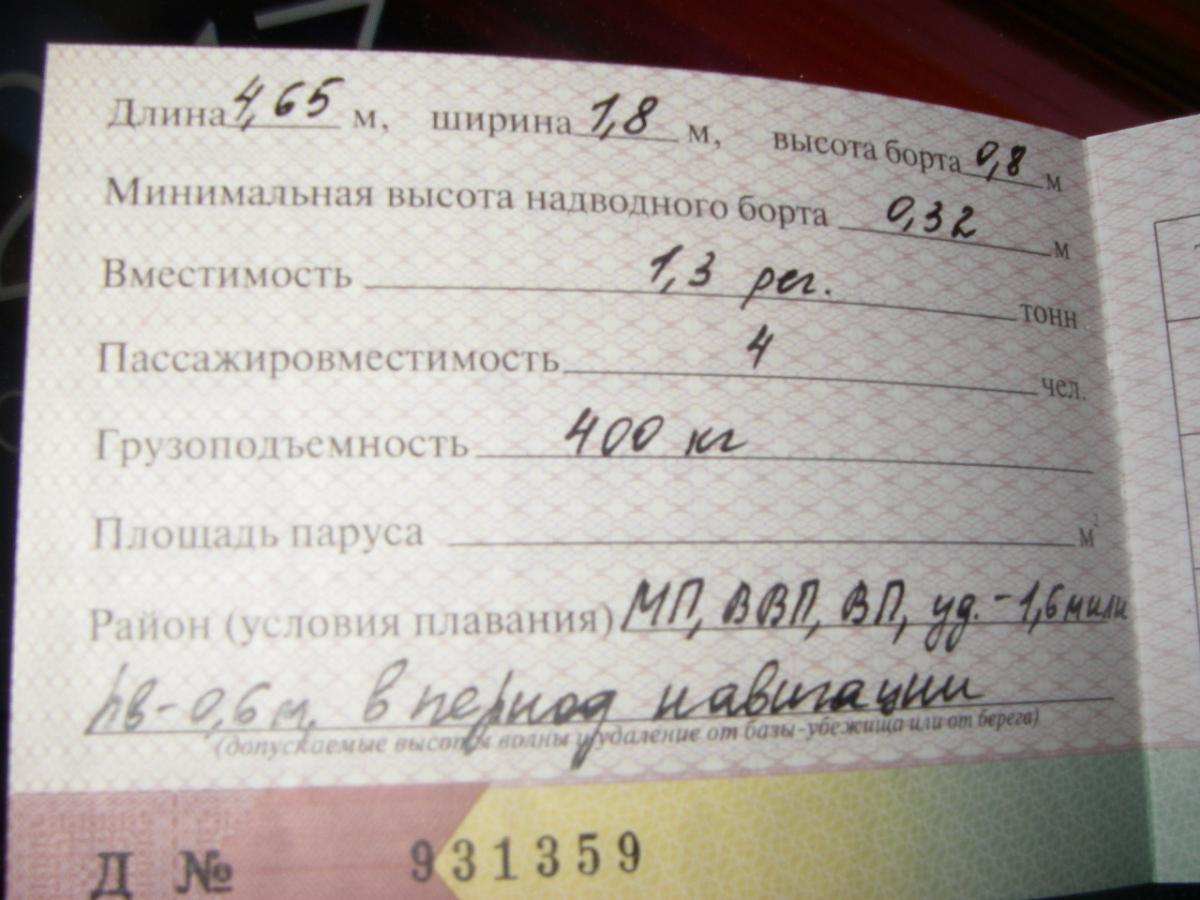 Длина 4,65 м, ширина 1,8 м, высота борта 0,8 м
Минимальная высота надводного борта 0,32 м
Вместимость 1,3 рег. тонн
Пассажировместимость 4 чел.
Грузоподъемность 400 кг
Площадь паруса м²
Район (условия плавания) МП, ВВП, ВП, уд. - 1,6 мили
hв - 0,6 м, в период навигации
(допускаемые высоты волны и удаление от базы-убежища или от берега)
Д № 931359